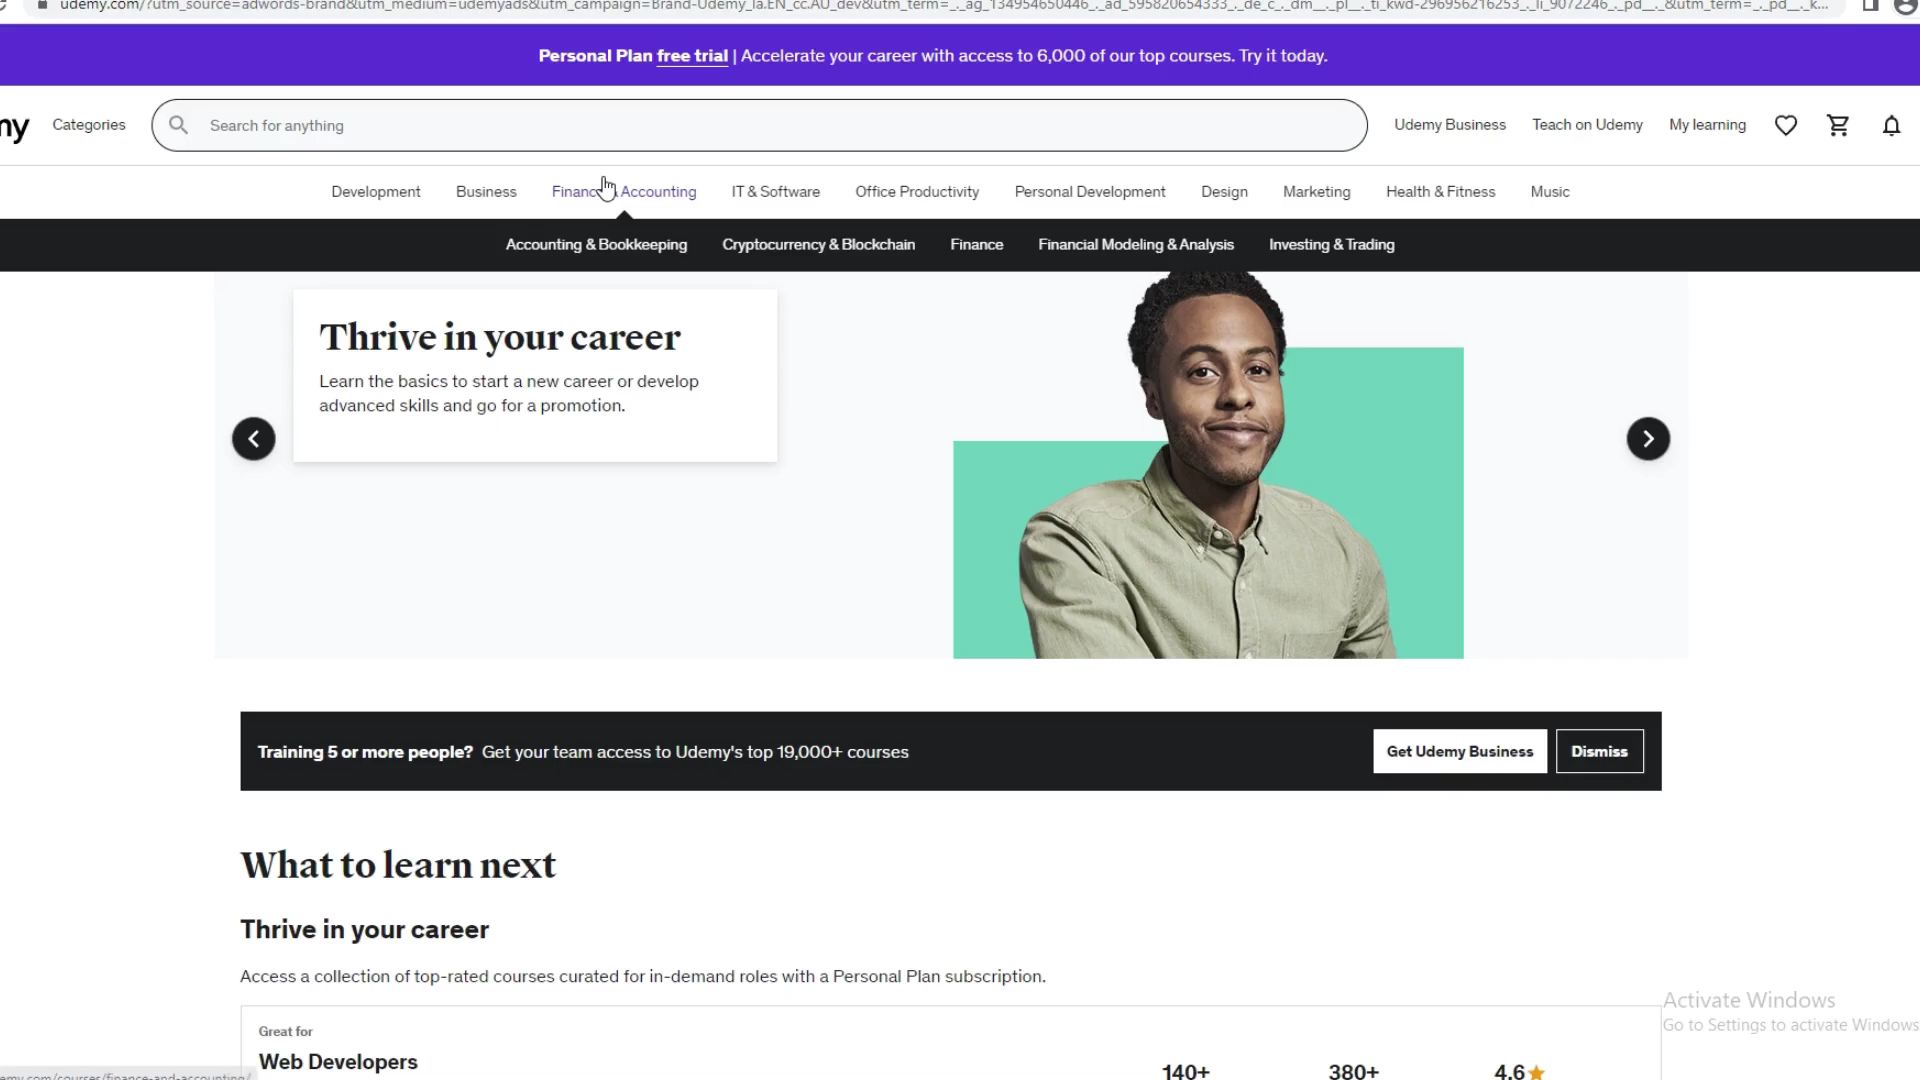 udemy.com/?utm_source=adwords-brand&utm_medium=udemyads&utm_campaign=Brand-Udemy_la.EN_cc.AU_dev&utm_term=_._ag_134954650446_._ad_595820654333_._de_c_._dm__._pl__._ti_kwd-296956216253_._li_9072246_._pd__._&utm_term=_._pd__._k...
Personal Plan free trial | Accelerate your career with access to 6,000 of our top courses. Try it today.
my Categories Search for anything Udemy Business Teach on Udemy My learning
Development Business Finance & Accounting IT & Software Office Productivity Personal Development Design Marketing Health & Fitness Music
Accounting & Bookkeeping Cryptocurrency & Blockchain Finance Financial Modeling & Analysis Investing & Trading
Thrive in your career
Learn the basics to start a new career or develop
advanced skills and go for a promotion.
Training 5 or more people? Get your team access to Udemy's top 19,000+ courses Get Udemy Business Dismiss
What to learn next
Thrive in your career
Access a collection of top-rated courses curated for in-demand roles with a Personal Plan subscription.
Great for
Web Developers
140+ 380+ 4.6
Activate Windows
Go to Settings to activate Windows
emy.com/courses/finance-and-accounting/